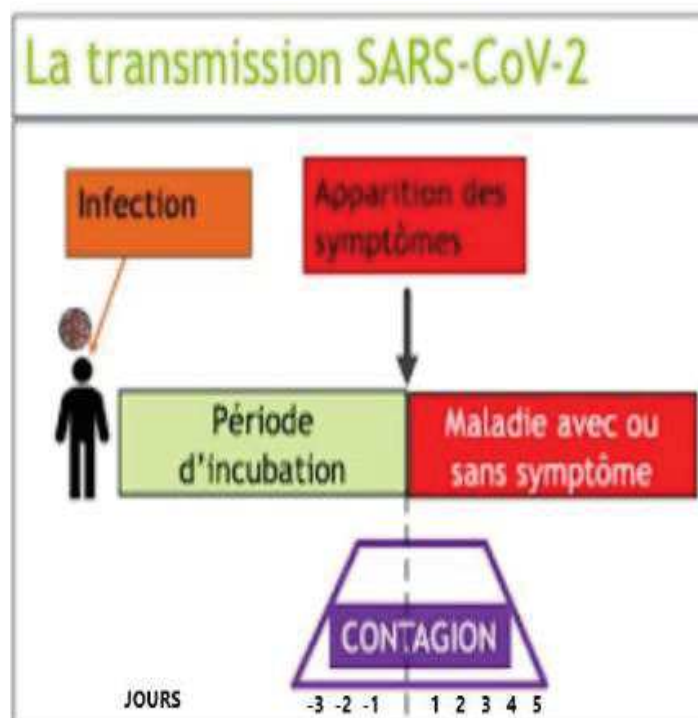 La transmission SARS-CoV-2
Infection
Apparition des
symptômes
Période
d'incubation
Maladie avec ou
sans symptôme
CONTAGION
JOURS -3 -2 -1 1 2 3 4 5